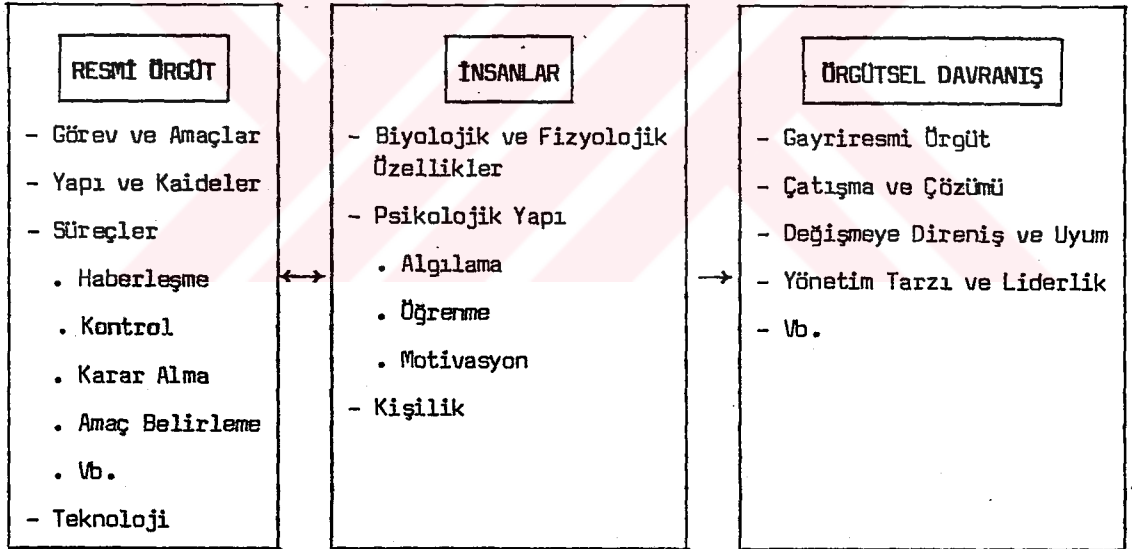 RESMİ ÖRGÜT
- Görev ve Amaçlar
- Yapı ve Kaideler
- Süreçler
. Haberleşme
. Kontrol
. Karar Alma
. Amaç Belirleme
. Vb.
- Teknoloji
İNSANLAR
- Biyolojik ve Fizyolojik
Özellikler
- Psikolojik Yapı
. Algılama
. Öğrenme
. Motivasyon
- Kişilik
ÖRGÜTSEL DAVRANIŞ
- Gayriresmi Örgüt
- Çatışma ve Çözümü
- Değişmeye Direniş ve Uyum
- Yönetim Tarzı ve Liderlik
- Vb.